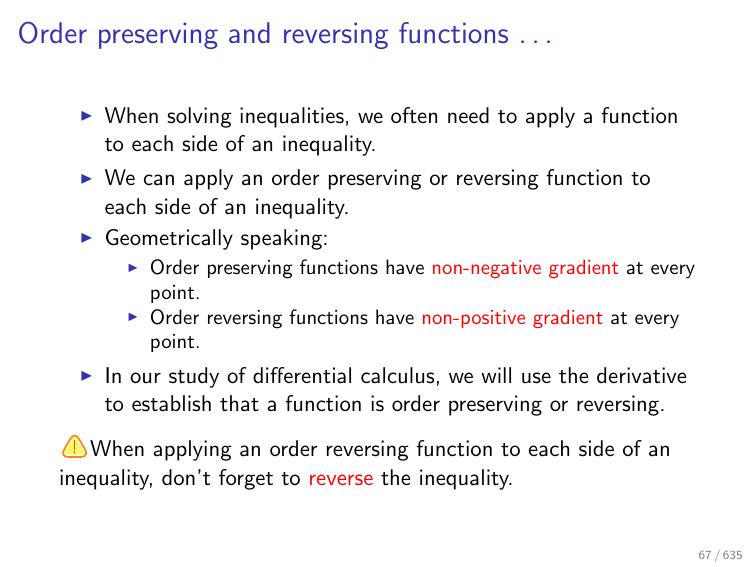 Order preserving and reversing functions . . .
When solving inequalities, we often need to apply a function
to each side of an inequality.
We can apply an order preserving or reversing function to
each side of an inequality.
Geometrically speaking:
Order preserving functions have non-negative gradient at every
point.
Order reversing functions have non-positive gradient at every
point.
In our study of differential calculus, we will use the derivative
to establish that a function is order preserving or reversing.
When applying an order reversing function to each side of an
inequality, don't forget to reverse the inequality.
67 / 635